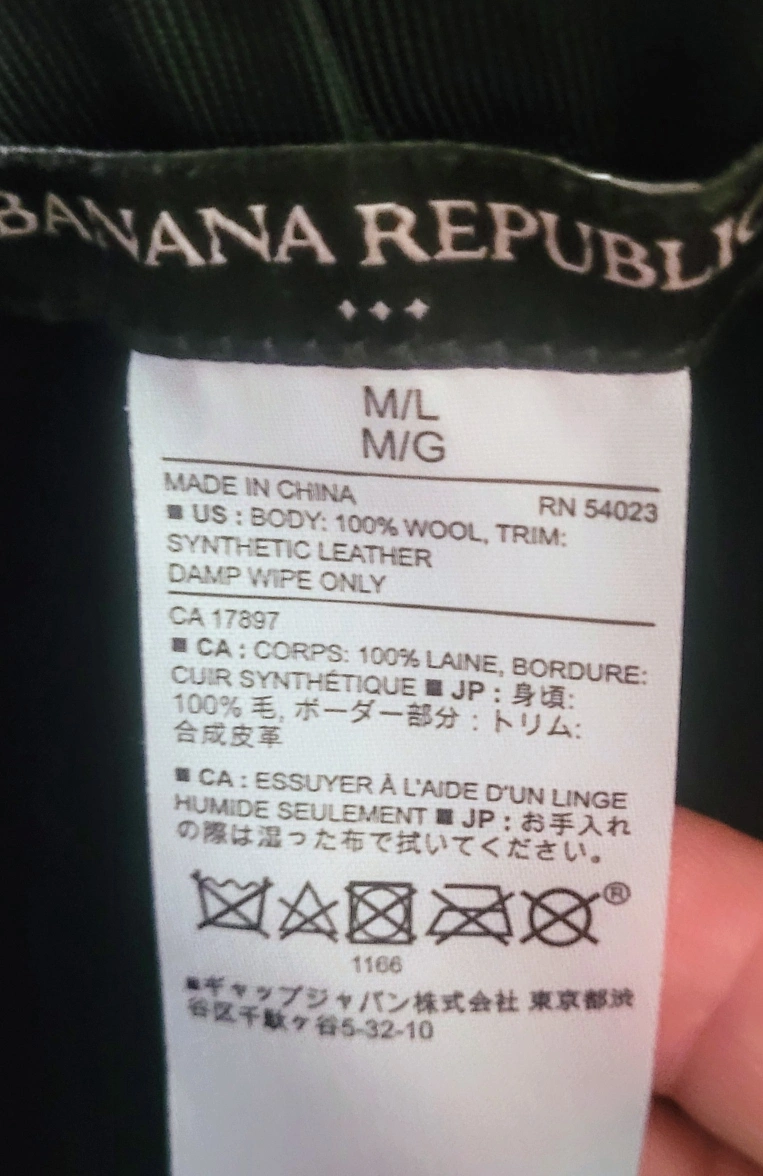 BANANA REPUBLIC
M/L
M/G
MADE IN CHINA
RN 54023
■ US : BODY: 100% WOOL, TRIM:
SYNTHETIC LEATHER
DAMP WIPE ONLY
CA 17897
■ CA : CORPS: 100% LAINE, BORDURE:
CUIR SYNTHÉTIQUE ■ JP : 身頃:
100% 毛, ボーダー部分 : トリム:
合成皮革
■ CA : ESSUYER À L'AIDE D'UN LINGE
HUMIDE SEULEMENT ■ JP : お手入れ
の際は湿った布で拭いてください。
®
1166
■ギャップジャパン株式会社 東京都渋
谷区千駄ケ谷5-32-10